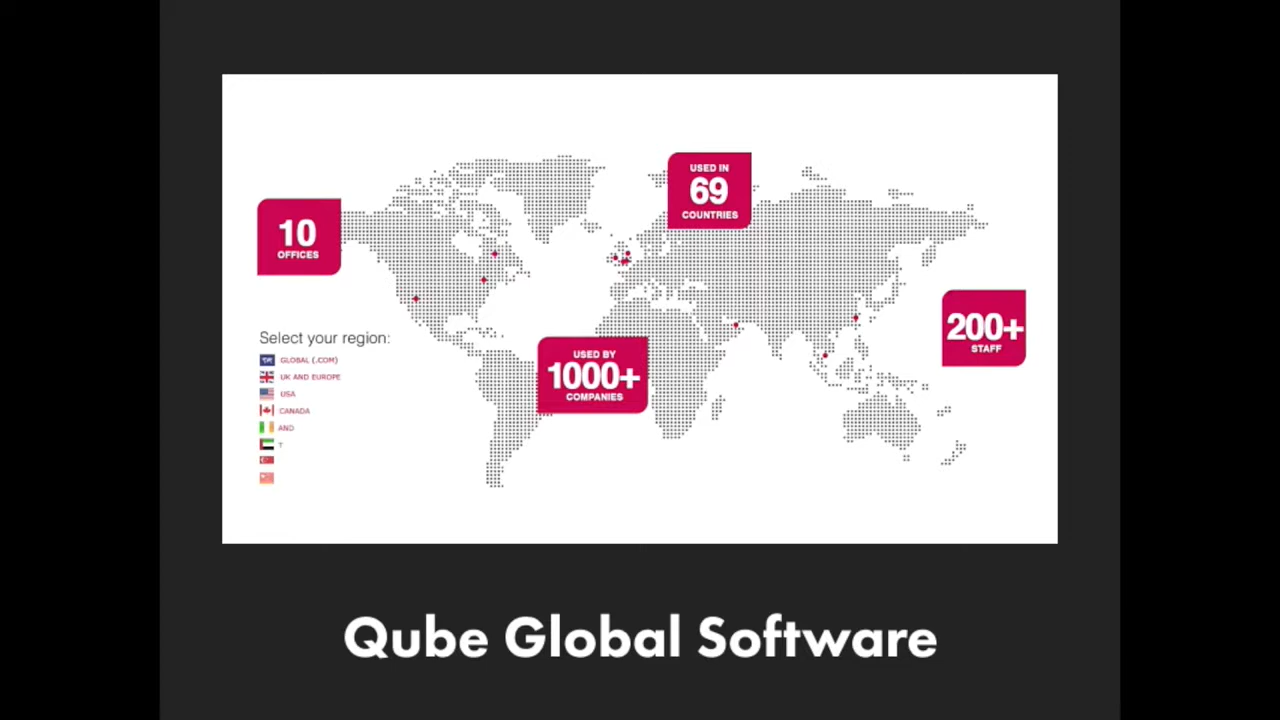 USED IN
69
COUNTRIES
10
OFFICES
200+
STAFF
Select your region:
GLOBAL (.COM)
UK AND EUROPE
USA
CANADA
AND
T
USED BY
1000+
COMPANIES
Qube Global Software